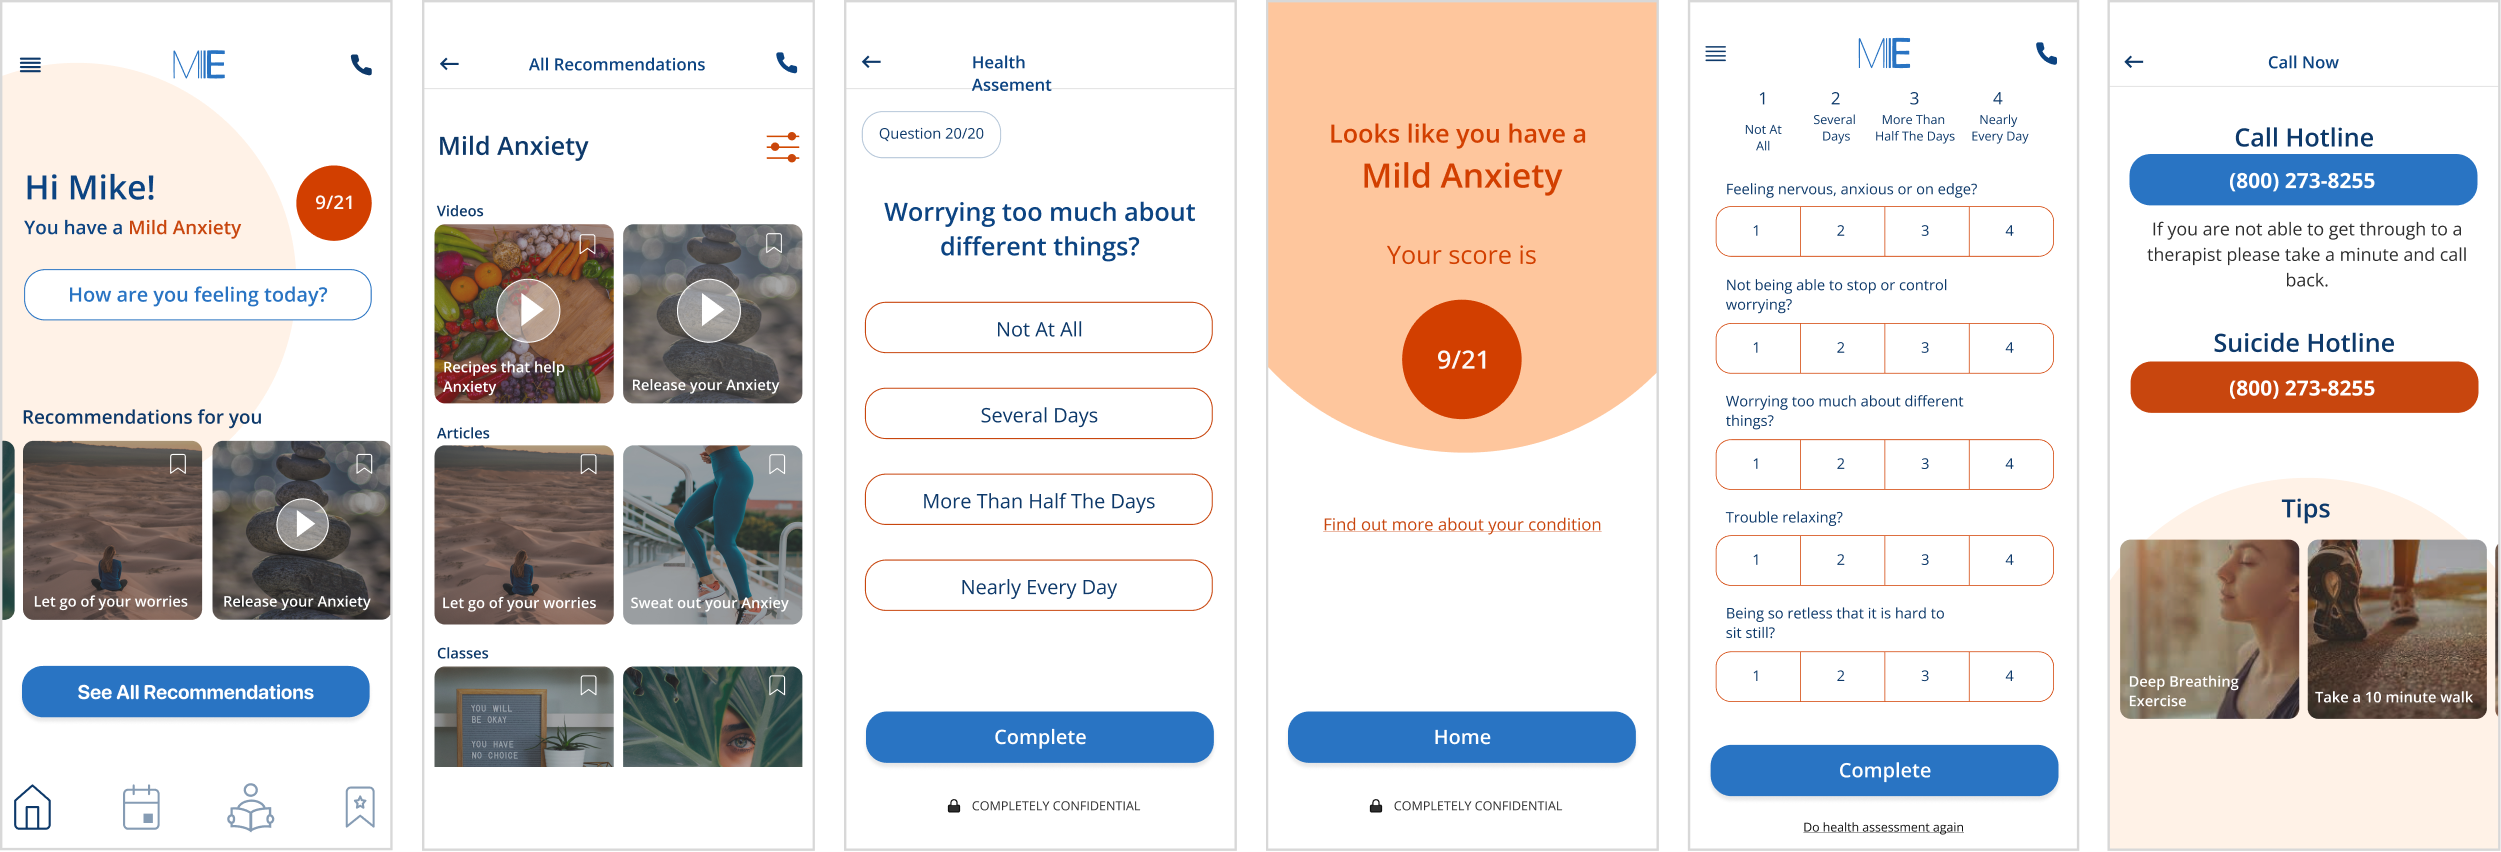 MIE
Hi Mike!
9/21
You have a Mild Anxiety
How are you feeling today?
Recommendations for you
Let go of your worries
Release your Anxiety
See All Recommendations
All Recommendations
Mild Anxiety
Videos
Recipes that help
Anxiety
Release your Anxiety
Articles
Let go of your worries
Sweat out your Anxiey
Classes
YOU WILL
BE OKAY
YOU HAVE
NO CHOICE
Health
Assement
Question 20/20
Worrying too much about
different things?
Not At All
Several Days
More Than Half The Days
Nearly Every Day
Complete
COMPLETELY CONFIDENTIAL
Looks like you have a
Mild Anxiety
Your score is
9/21
Find out more about your condition
Home
COMPLETELY CONFIDENTIAL
MIE
1 2 3 4
Not At
All
Several
Days
More Than
Half The Days
Nearly
Every Day
Feeling nervous, anxious or on edge?
1 2 3 4
Not being able to stop or control
worrying?
1 2 3 4
Worrying too much about different
things?
1 2 3 4
Trouble relaxing?
1 2 3 4
Being so retless that it is hard to
sit still?
1 2 3 4
Complete
Do health assessment again
Call Now
Call Hotline
(800) 273-8255
If you are not able to get through to a
therapist please take a minute and call
back.
Suicide Hotline
(800) 273-8255
Tips
Deep Breathing
Exercise
Take a 10 minute walk